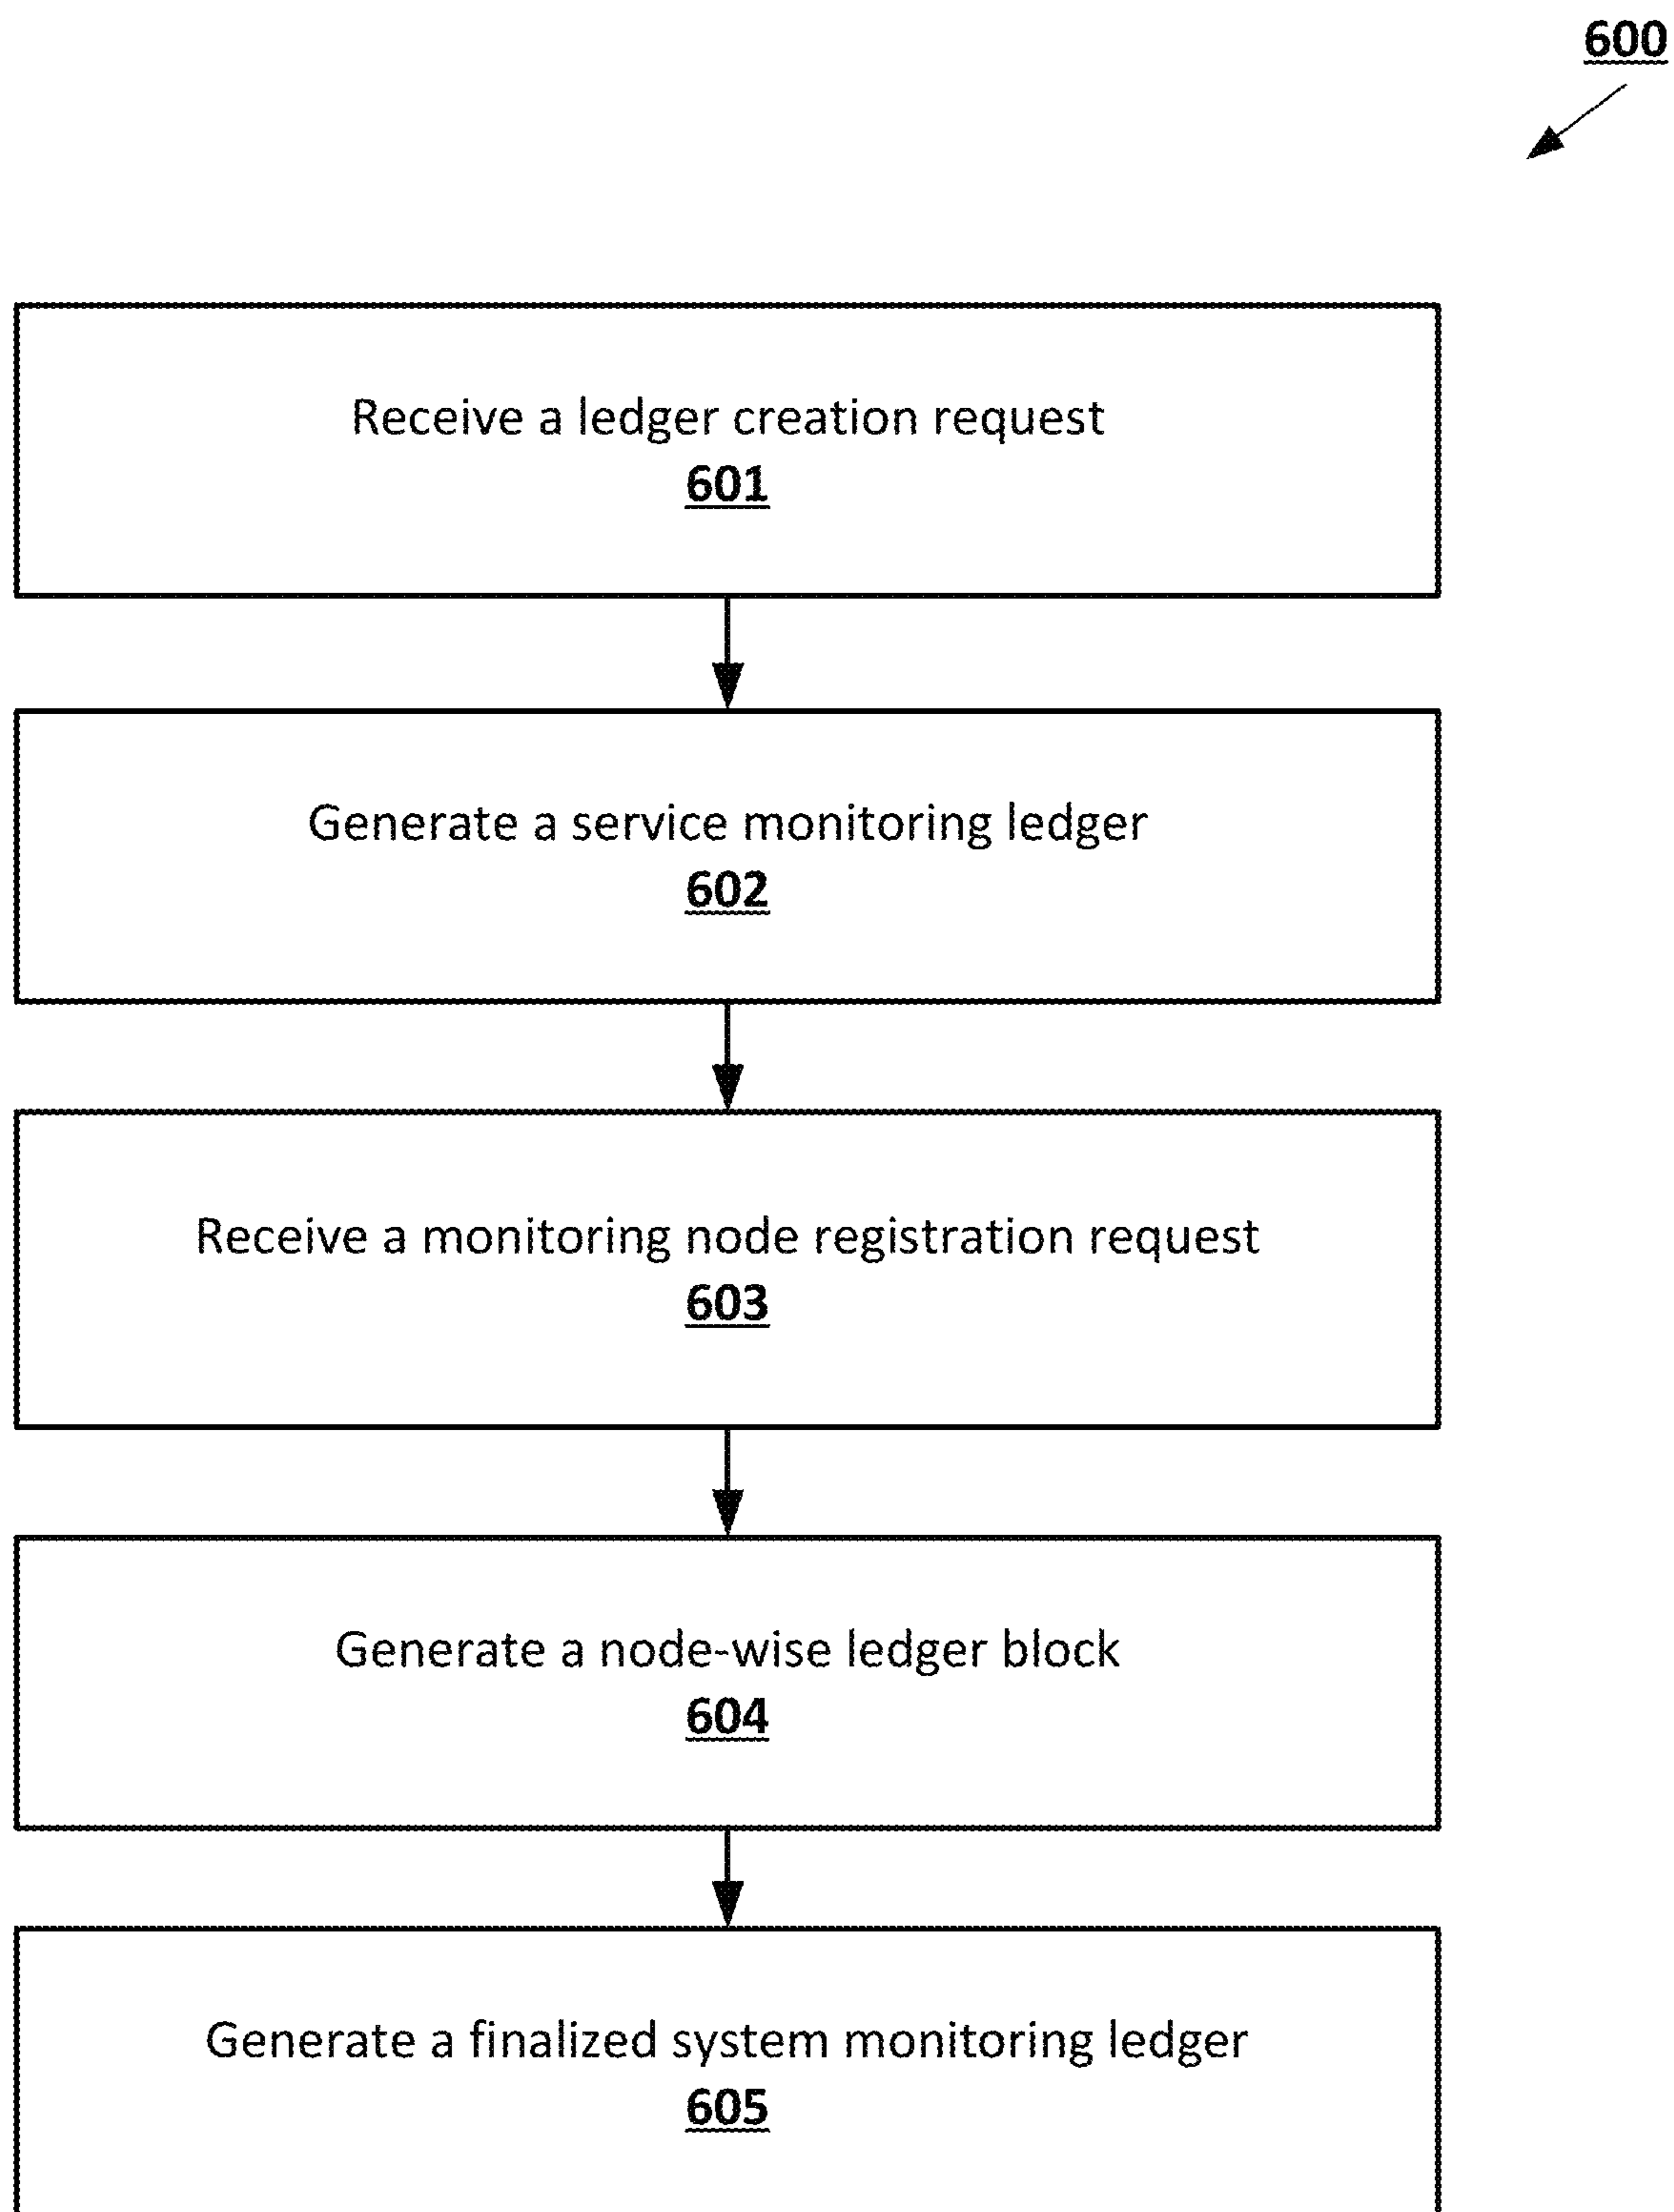 600
Receive a ledger creation request
601
Generate a service monitoring ledger
602
Receive a monitoring node registration request
603
Generate a node-wise ledger block
604
Generate a finalized system monitoring ledger
605